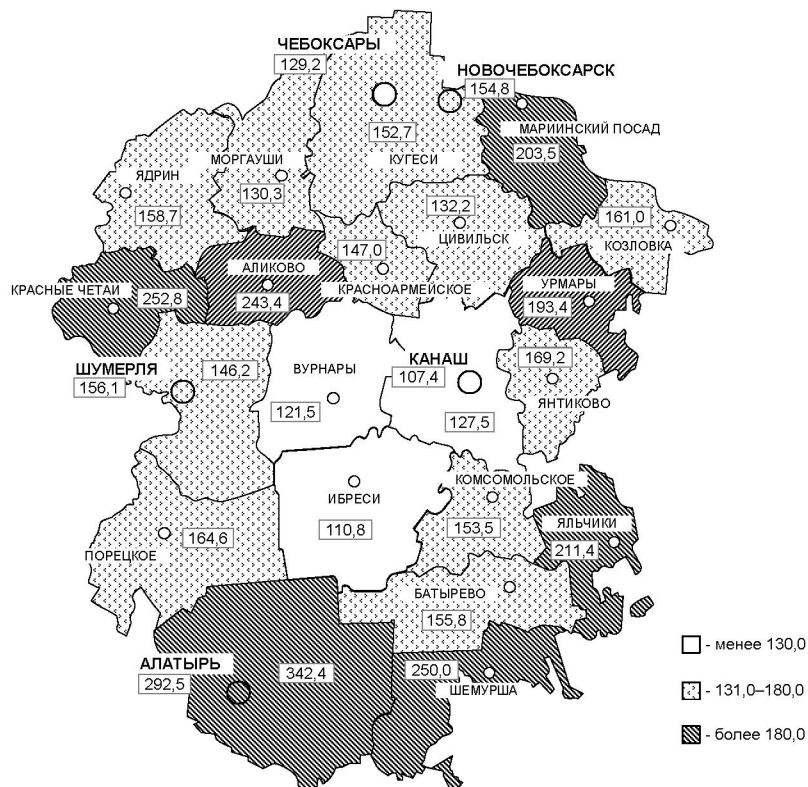 ЧЕБОКСАРЫ
129,2
НОВОЧЕБОКСАРСК
154,8
152,7
КУГЕСИ
МАРИИНСКИЙ ПОСАД
203,5
МОРГАУШИ
130,3
ЯДРИН
158,7
132,2
ЦИВИЛЬСК
161,0
КОЗЛОВКА
147,0
КРАСНОАРМЕЙСКОЕ
АЛИКОВО
243,4
КРАСНЫЕ ЧЕТАИ
252,8
УРМАРЫ
193,4
ШУМЕРЛЯ
156,1
146,2
ВУРНАРЫ
121,5
КАНАШ
107,4
127,5
169,2
ЯНТИКОВО
ИБРЕСИ
110,8
КОМСОМОЛЬСКОЕ
153,5
ЯЛЬЧИКИ
211,4
ПОРЕЦКОЕ
164,6
БАТЫРЕВО
155,8
АЛАТЫРЬ
292,5
342,4
250,0
ШЕМУРША
- менее 130,0
- 131,0–180,0
- более 180,0